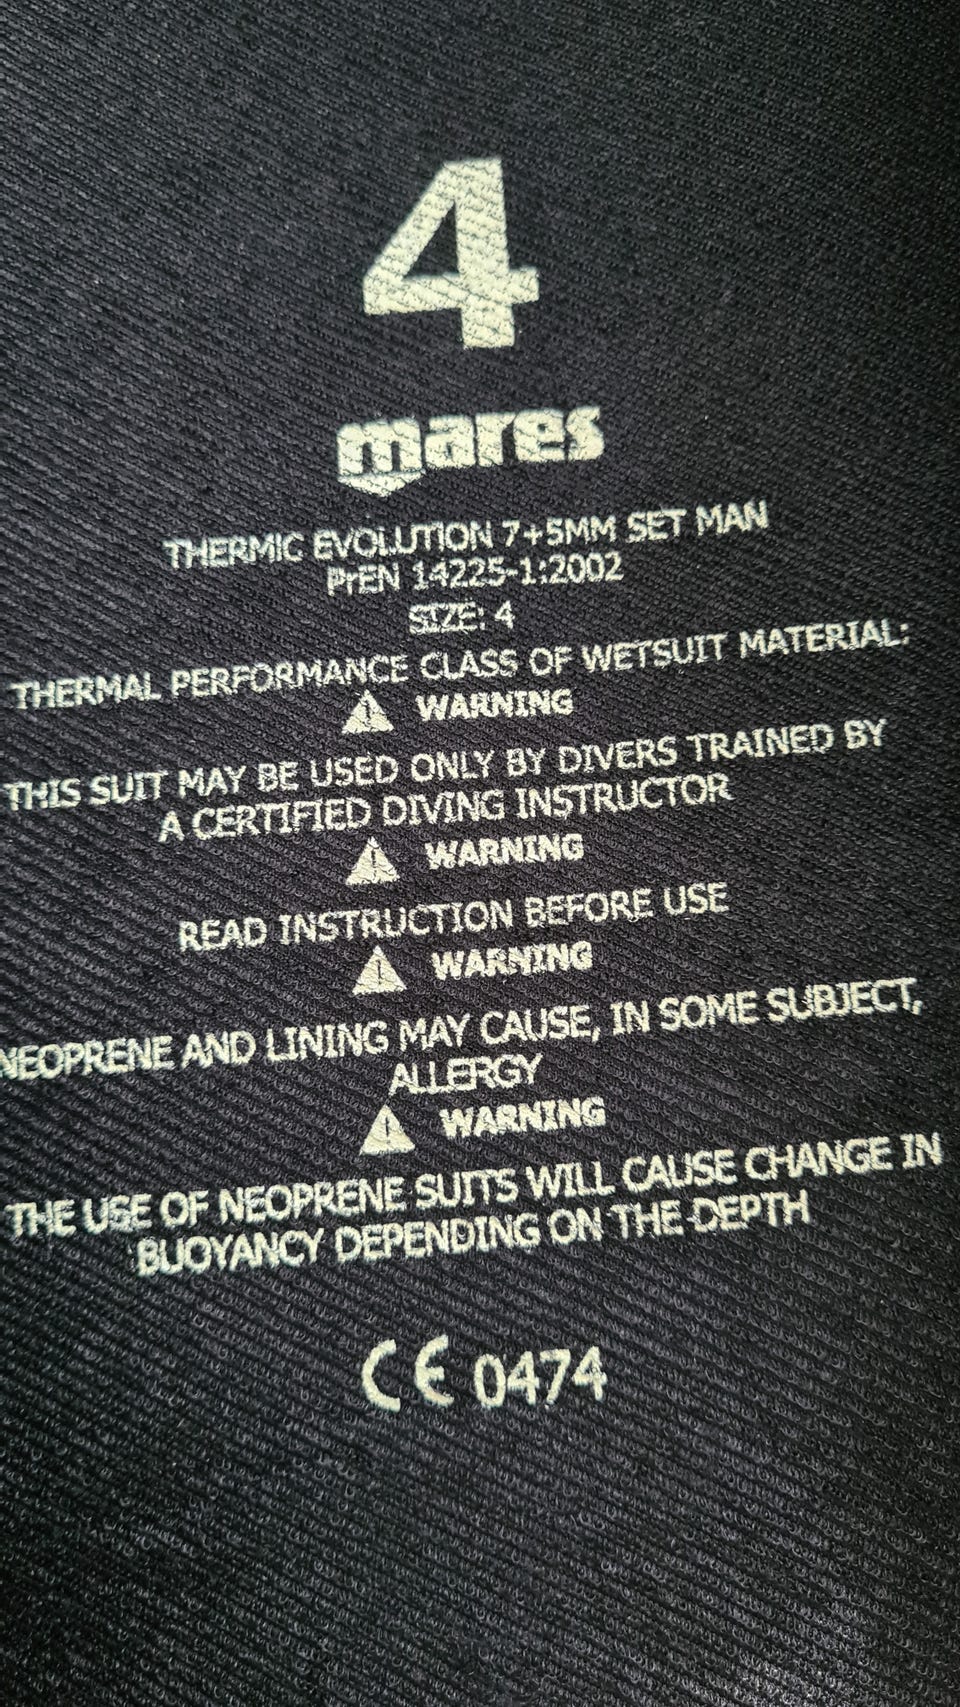 4
mares
THERMIC EVOLUTION 7+5MM SET MAN
PrEN 14225-1:2002
SIZE: 4
THERMAL PERFORMANCE CLASS OF WETSUIT MATERIAL:
WARNING
THIS SUIT MAY BE USED ONLY BY DIVERS TRAINED BY
A CERTIFIED DIVING INSTRUCTOR
WARNING
READ INSTRUCTION BEFORE USE
WARNING
NEOPRENE AND LINING MAY CAUSE, IN SOME SUBJECT,
ALLERGY
WARNING
THE USE OF NEOPRENE SUITS WILL CAUSE CHANGE IN
BUOYANCY DEPENDING ON THE DEPTH
CE 0474